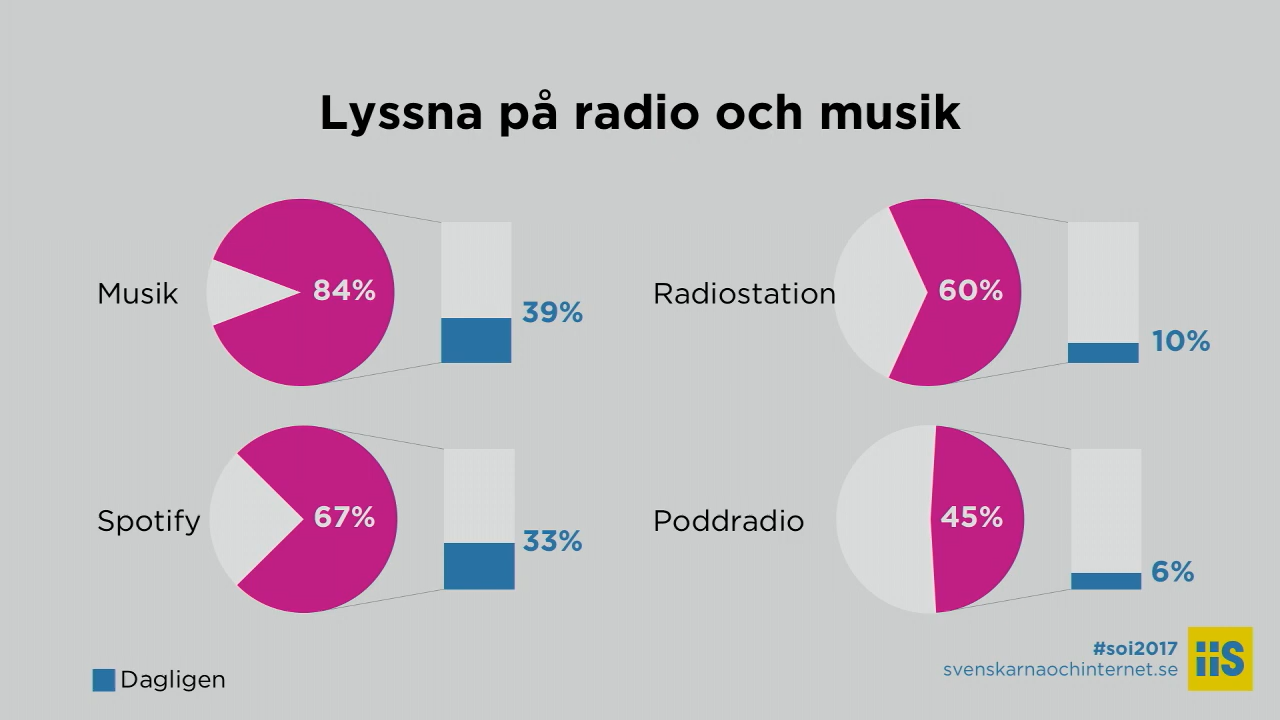 Lyssna på radio och musik
Musik
84%
39%
Radiostation
60%
10%
Spotify
67%
33%
Poddradio
45%
6%
Dagligen
#soi2017
svenskarnaochinternet.se
iis